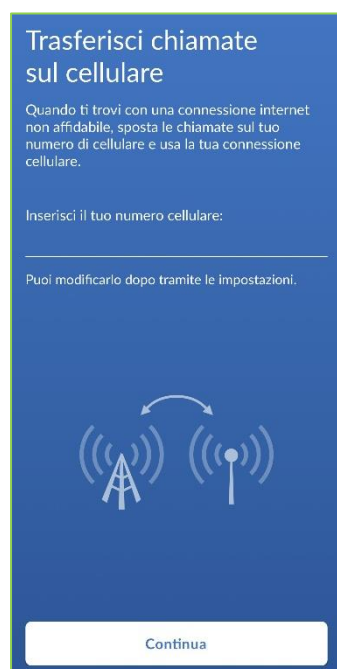 Trasferisci chiamate
sul cellulare
Quando ti trovi con una connessione internet
non affidabile, sposta le chiamate sul tuo
numero di cellulare e usa la tua connessione
cellulare.
Inserisci il tuo numero cellulare:
Puoi modificarlo dopo tramite le impostazioni.
Continua